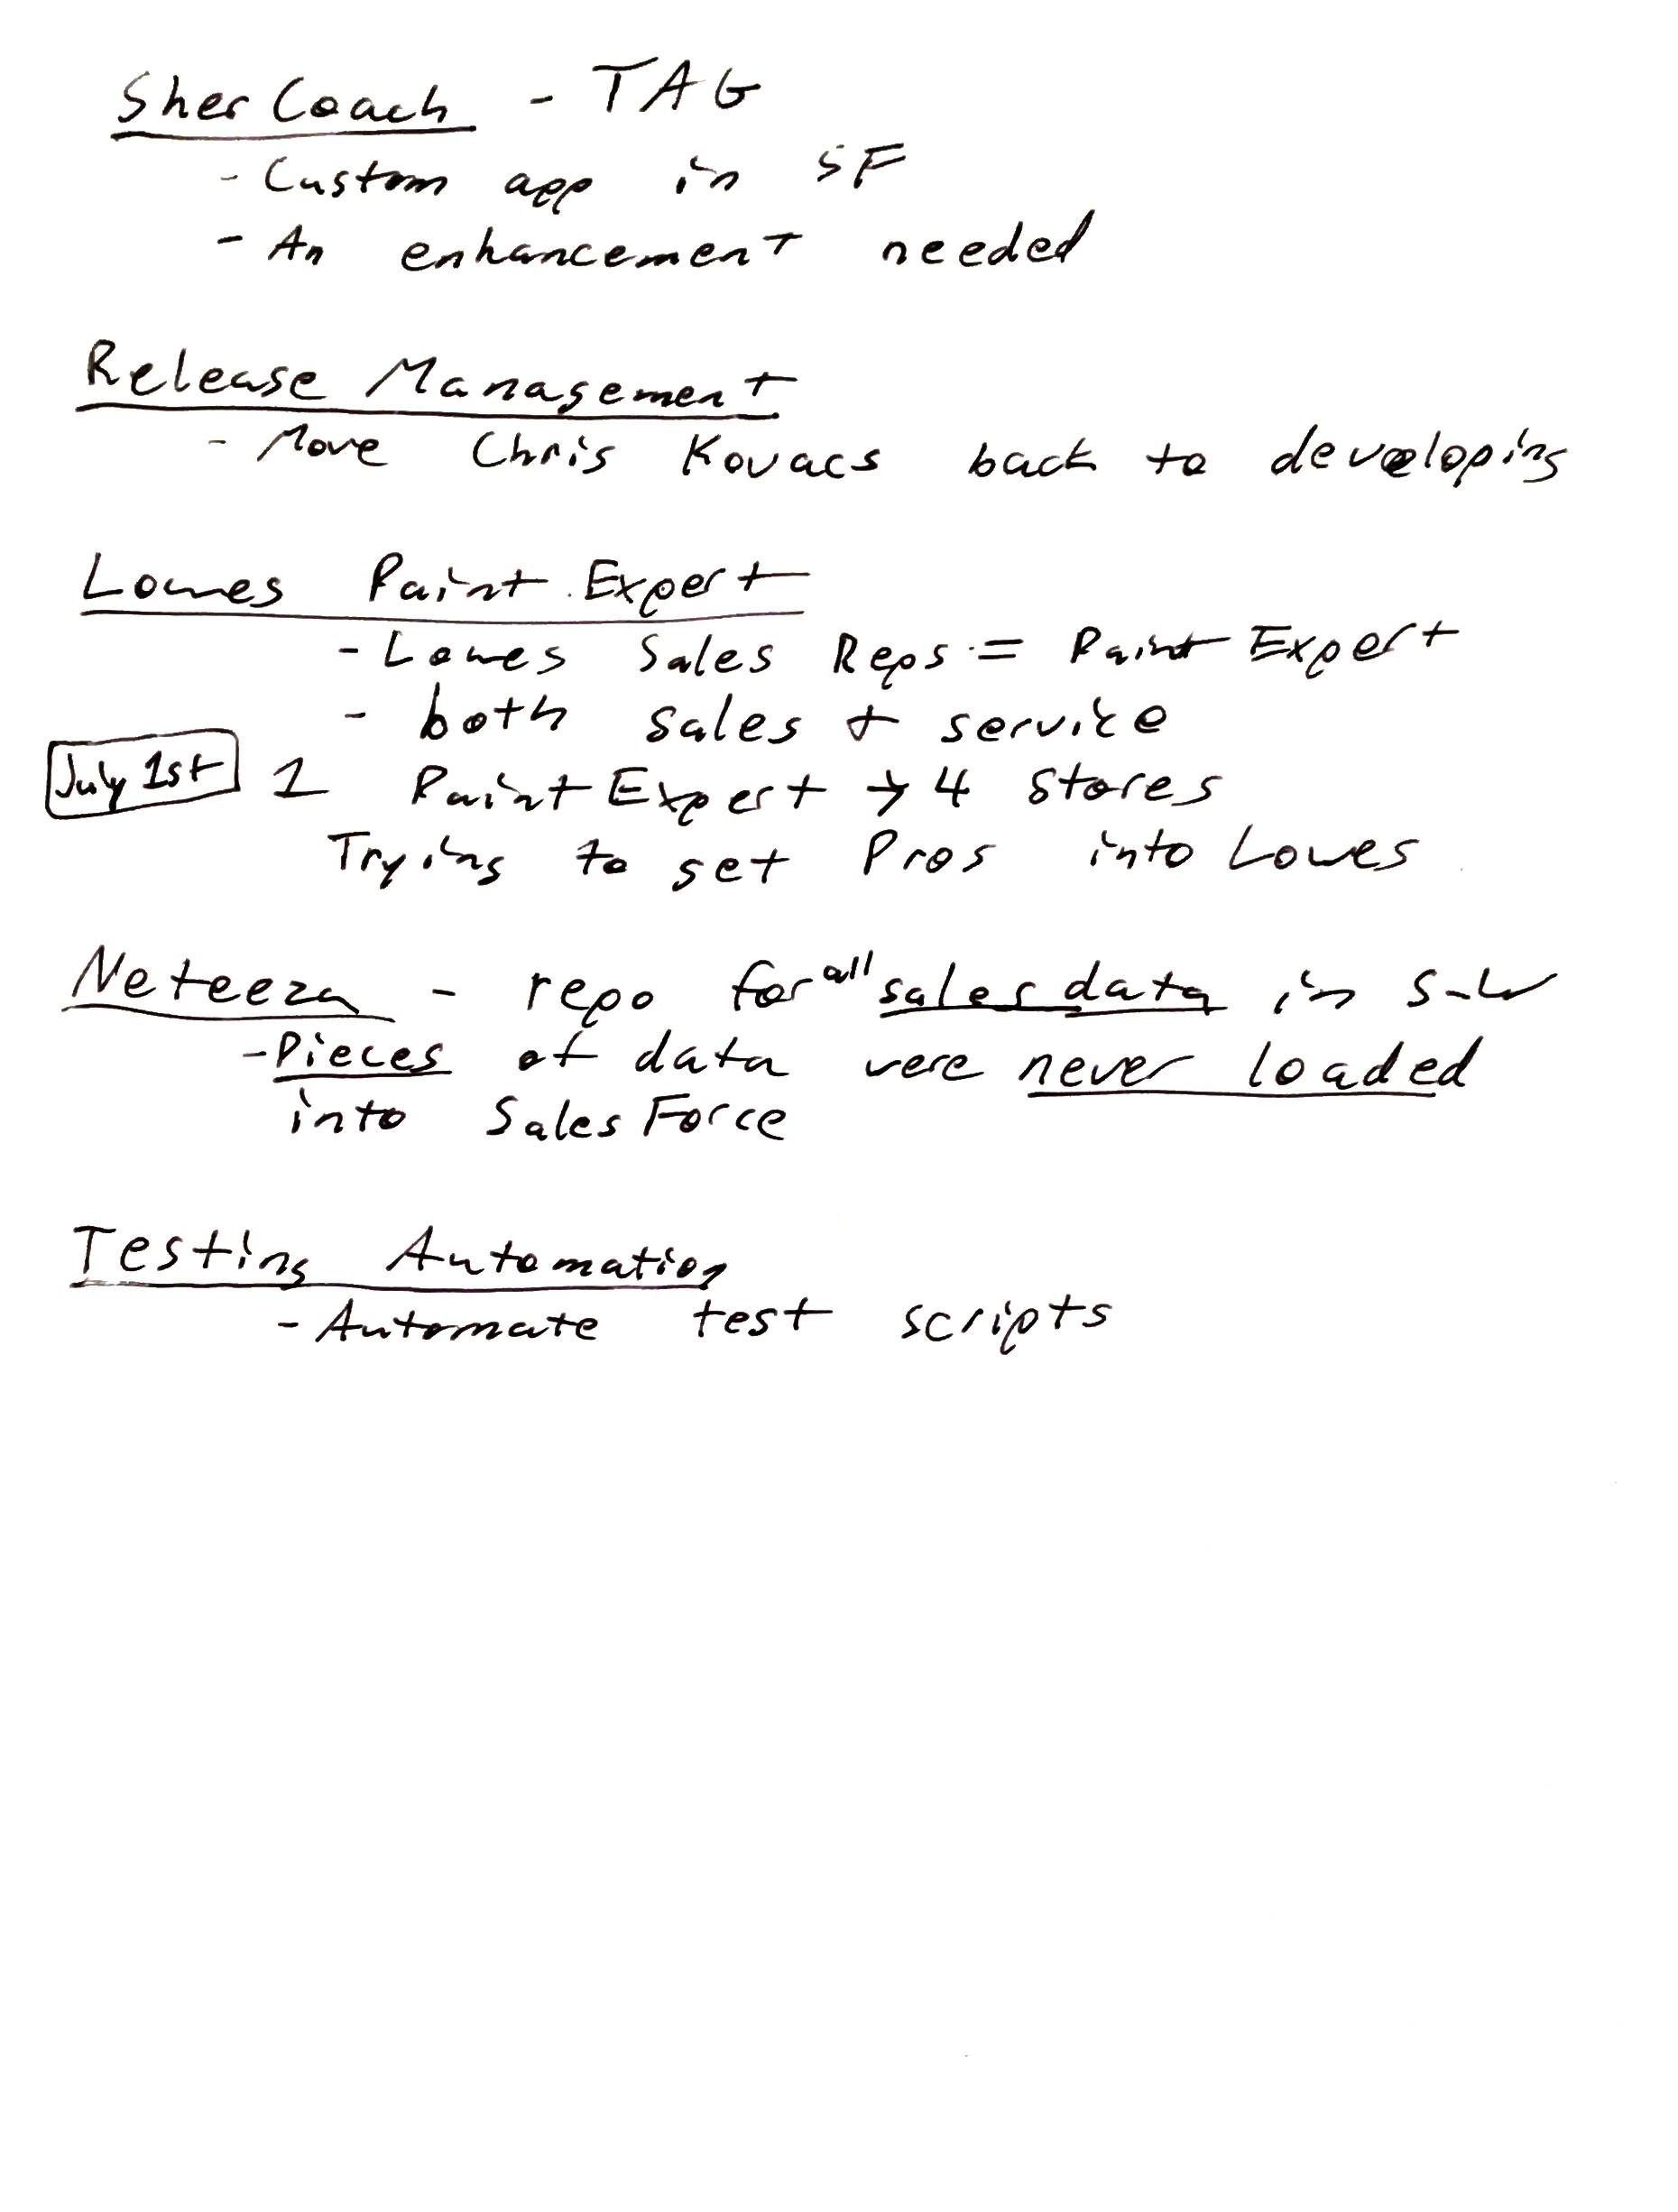 SherCoach - TAG
- Custom app in SF
- An enhancement needed
Release Management
- Move Chris Kovacs back to developing
Lowes Paint Expert
- Lowes Sales Reps = Paint Expert
- both sales + service
July 1st 1 Paint Expert → 4 stores
Trying to get Pros into Lowes
Neteeza - repo for all sales data in S-W
- Pieces of data were never loaded
into SalesForce
Testing Automation
- Automate test scripts